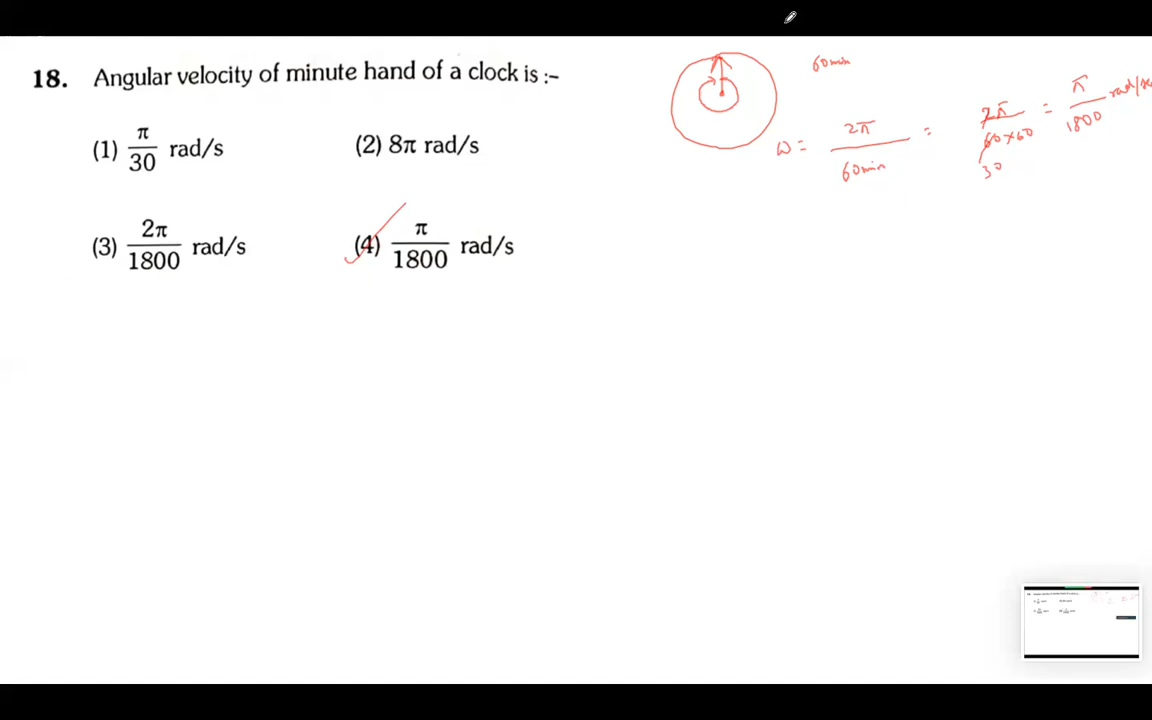 18. Angular velocity of minute hand of a clock is :-
(1) π/30 rad/s (2) 8π rad/s
(3) 2π/1800 rad/s (4) π/1800 rad/s
60min
ω = 2π/60min = 2π/60×60 = π/1800 rad/se
30